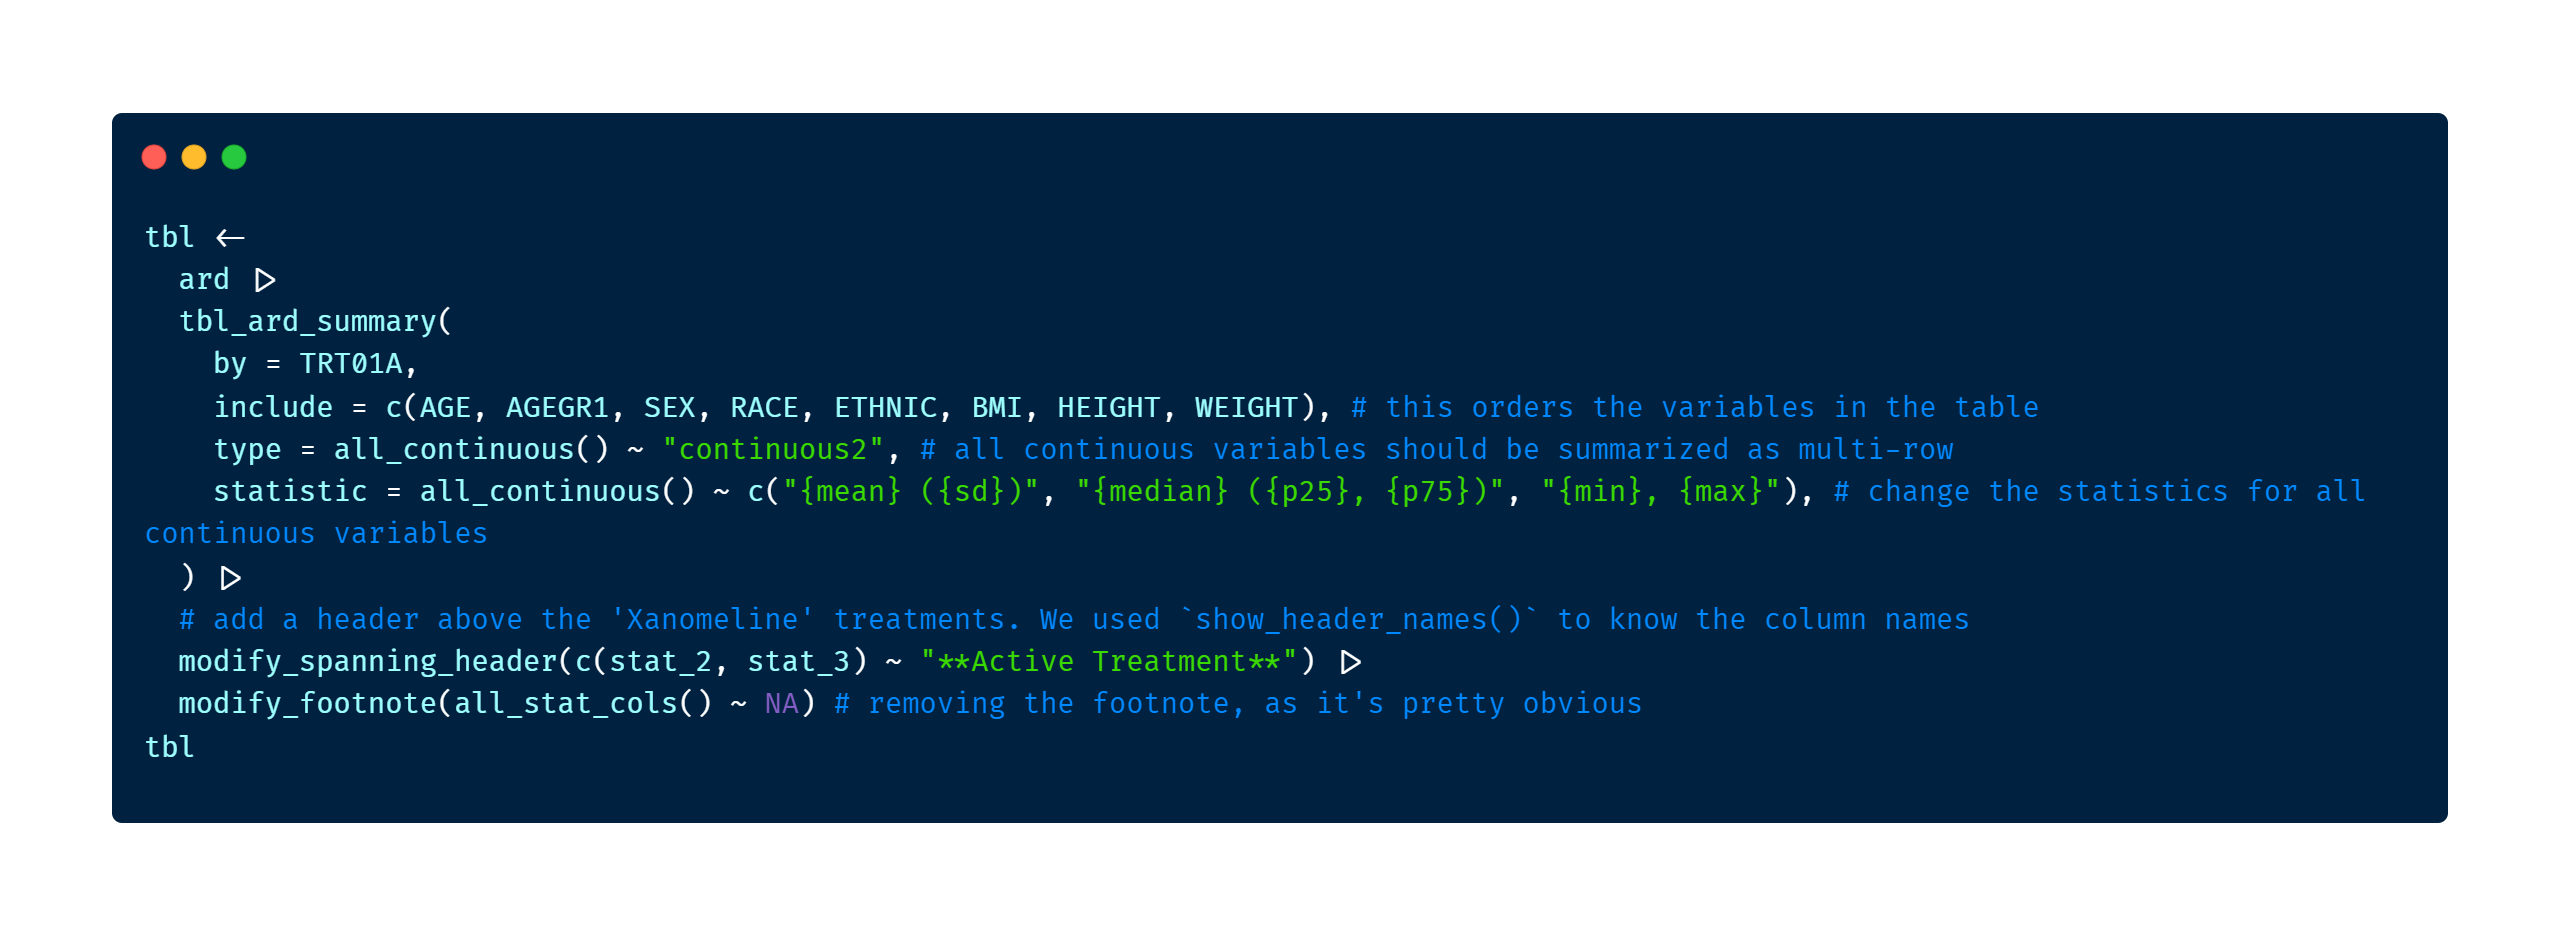 tbl <-
  ard |>
  tbl_ard_summary(
    by = TRT01A,
    include = c(AGE, AGEGR1, SEX, RACE, ETHNIC, BMI, HEIGHT, WEIGHT), # this orders the variables in the table
    type = all_continuous() ~ "continuous2", # all continuous variables should be summarized as multi-row
    statistic = all_continuous() ~ c("{mean} ({sd})", "{median} ({p25}, {p75})", "{min}, {max}"), # change the statistics for all
continuous variables
  ) |>
  # add a header above the 'Xanomeline' treatments. We used `show_header_names()` to know the column names
  modify_spanning_header(c(stat_2, stat_3) ~ "**Active Treatment**") |>
  modify_footnote(all_stat_cols() ~ NA) # removing the footnote, as it's pretty obvious
tbl